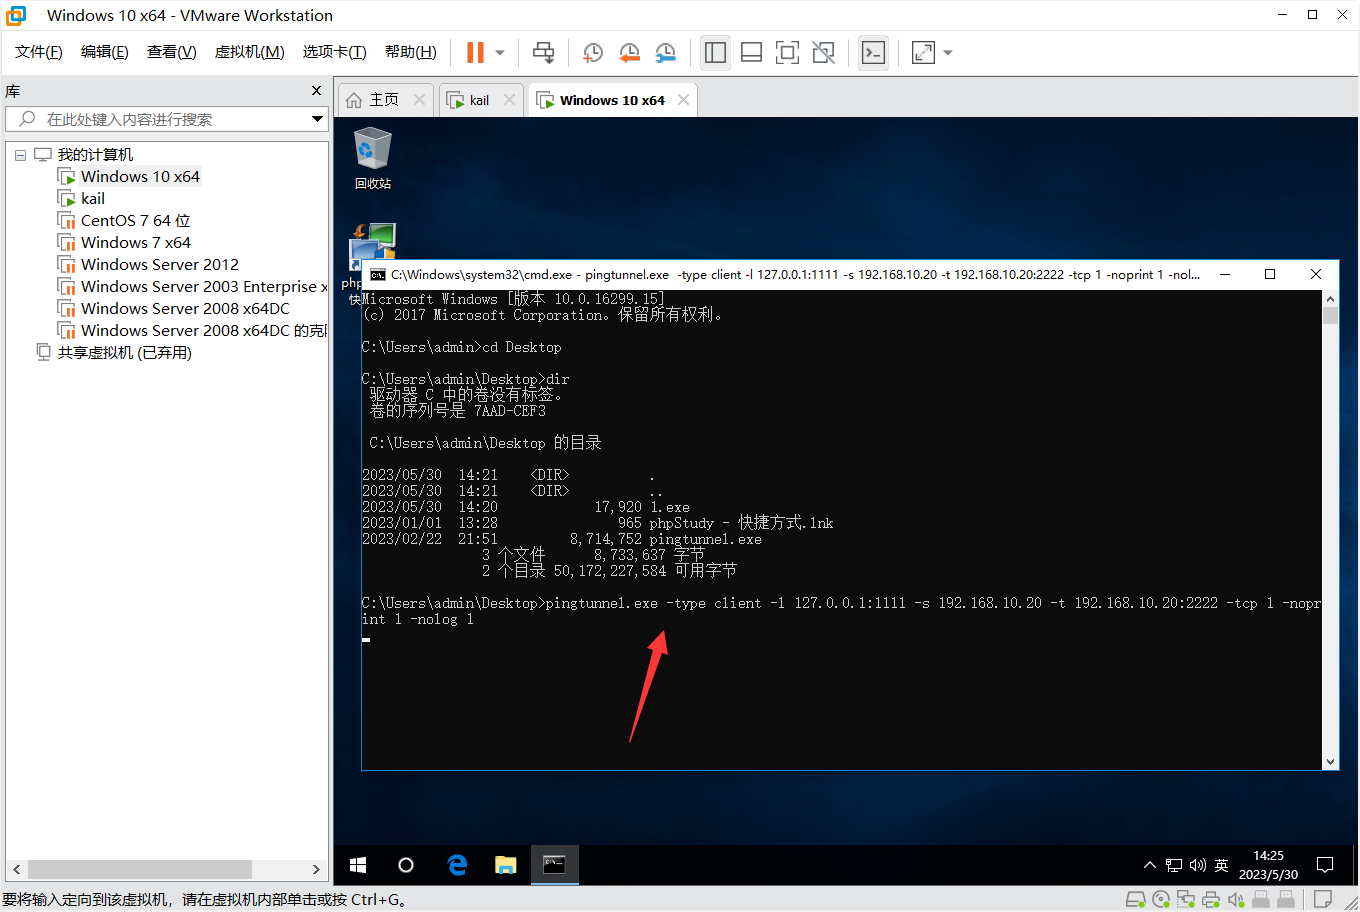 Windows 10 x64 - VMware Workstation
文件(F) 编辑(E) 查看(V) 虚拟机(M) 选项卡(T) 帮助(H)
库
在此处键入内容进行搜索
我的计算机
Windows 10 x64
kail
CentOS 7 64 位
Windows 7 x64
Windows Server 2012
Windows Server 2003 Enterprise x
Windows Server 2008 x64DC
Windows Server 2008 x64DC 的克
共享虚拟机 (已弃用)
主页 kail Windows 10 x64
回收站
php
快
C:\Windows\system32\cmd.exe - pingtunnel.exe -type client -l 127.0.0.1:1111 -s 192.168.10.20 -t 192.168.10.20:2222 -tcp 1 -noprint 1 -nol...
Microsoft Windows [版本 10.0.16299.15]
(c) 2017 Microsoft Corporation。保留所有权利。
C:\Users\admin>cd Desktop
C:\Users\admin\Desktop>dir
驱动器 C 中的卷没有标签。
卷的序列号是 7AAD-CEF3
C:\Users\admin\Desktop 的目录
2023/05/30 14:21 <DIR> .
2023/05/30 14:21 <DIR> ..
2023/05/30 14:20 17,920 1.exe
2023/01/01 13:28 965 phpStudy - 快捷方式.lnk
2023/02/22 21:51 8,714,752 pingtunnel.exe
3 个文件 8,733,637 字节
2 个目录 50,172,227,584 可用字节
C:\Users\admin\Desktop>pingtunnel.exe -type client -l 127.0.0.1:1111 -s 192.168.10.20 -t 192.168.10.20:2222 -tcp 1 -nopr
int 1 -nolog 1
英
14:25
2023/5/30
要将输入定向到该虚拟机，请在虚拟机内部单击或按 Ctrl+G。